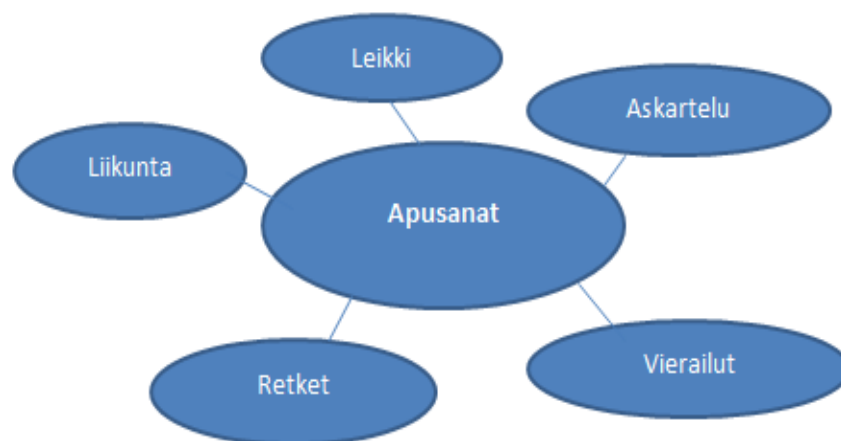 Leikki
Askartelu
Liikunta
Apusanat
Vierailut
Retket